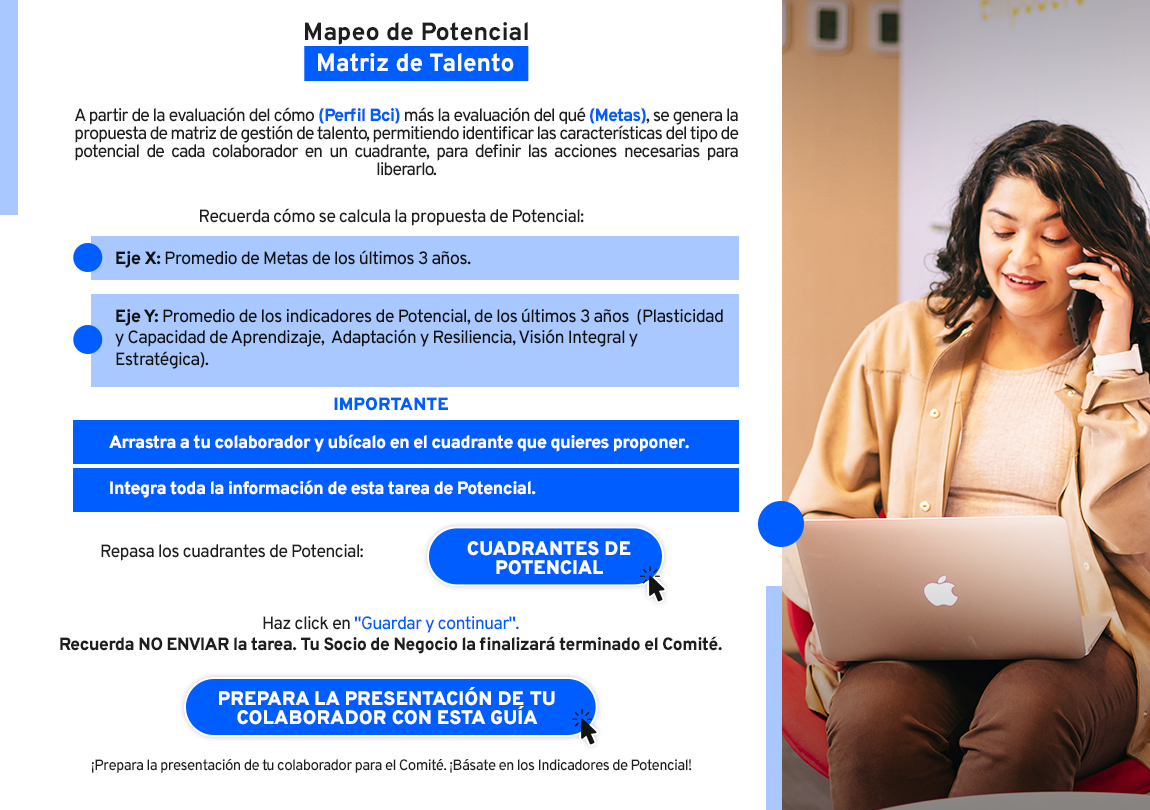 Mapeo de Potencial
Matriz de Talento
A partir de la evaluación del cómo (Perfil Bci) más la evaluación del qué (Metas), se genera la
propuesta de matriz de gestión de talento, permitiendo identificar las características del tipo de
potencial de cada colaborador en un cuadrante, para definir las acciones necesarias para
liberarlo.
Recuerda cómo se calcula la propuesta de Potencial:
Eje X: Promedio de Metas de los últimos 3 años.
Eje Y: Promedio de los indicadores de Potencial, de los últimos 3 años (Plasticidad
y Capacidad de Aprendizaje, Adaptación y Resiliencia, Visión Integral y
Estratégica).
IMPORTANTE
Arrastra a tu colaborador y ubícalo en el cuadrante que quieres proponer.
Integra toda la información de esta tarea de Potencial.
Repasa los cuadrantes de Potencial:
CUADRANTES DE
POTENCIAL
Haz click en "Guardar y continuar".
Recuerda NO ENVIAR la tarea. Tu Socio de Negocio la finalizará terminado el Comité.
PREPARA LA PRESENTACIÓN DE TU
COLABORADOR CON ESTA GUÍA
¡Prepara la presentación de tu colaborador para el Comité. ¡Básate en los Indicadores de Potencial!